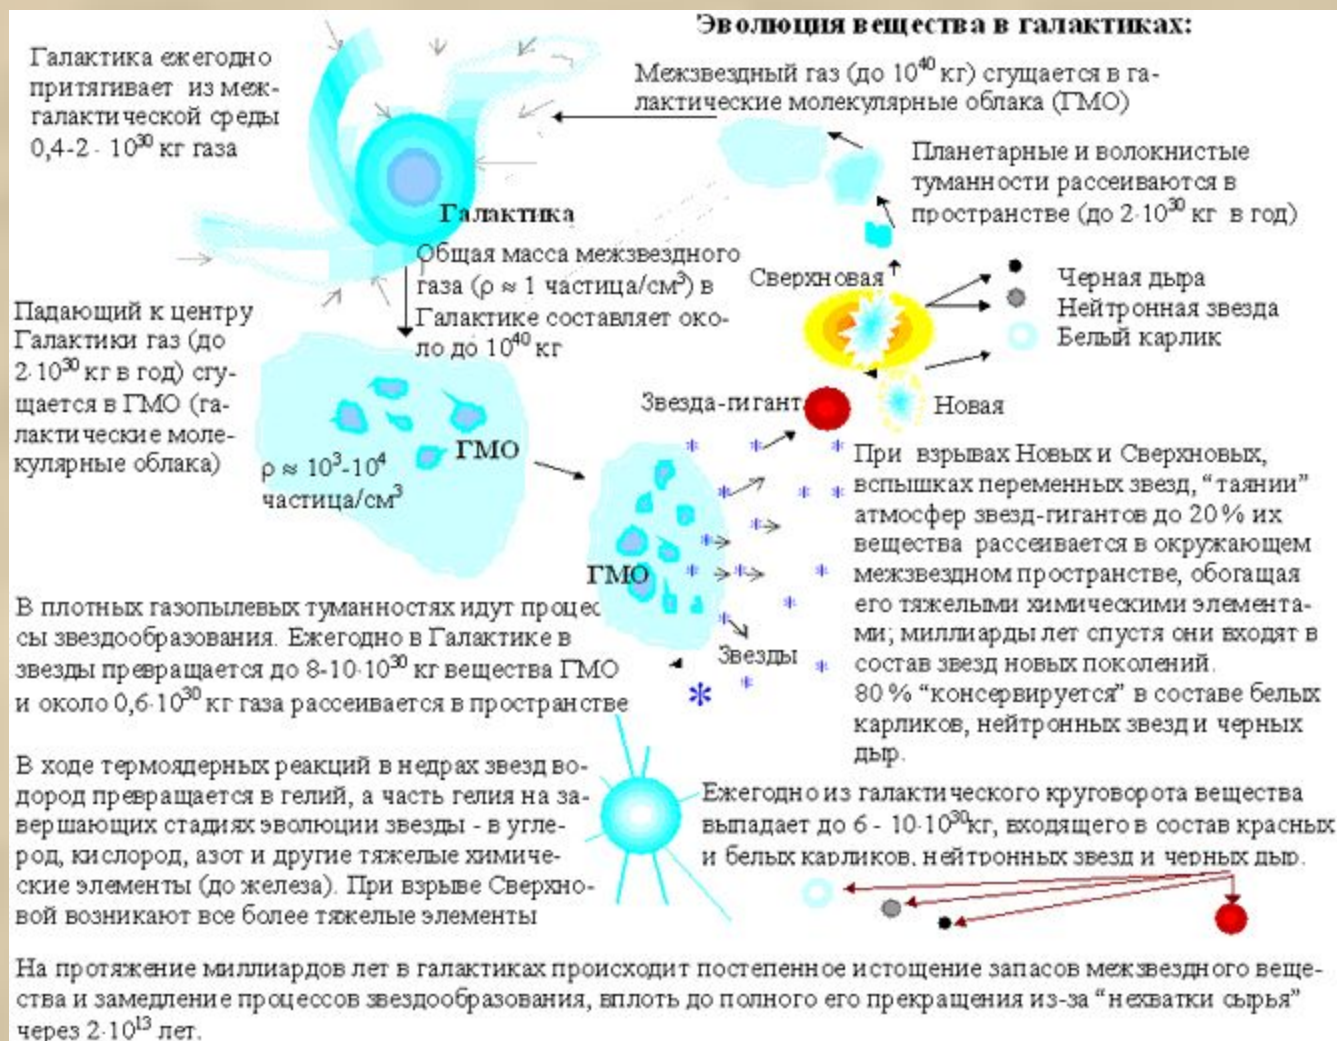 Эволюция вещества в галактиках:
Галактика ежегодно
притягивает из меж-
галактической среды
0,4-2 · 10³⁰ кг газа
Межзвездный газ (до 10⁴⁰ кг) сгущается в га-
лактические молекулярные облака (ГМО)
Планетарные и волокнистые
туманности рассеиваются в
пространстве (до 2·10³⁰ кг в год)
Галактика
Общая масса межзвездного
газа (ρ ≈ 1 частица/см³) в
Галактике составляет око-
ло до 10⁴⁰ кг
Сверхновая
Черная дыра
Нейтронная звезда
Белый карлик
Падающий к центру
Галактики газ (до
2·10³⁰ кг в год) сгу-
щается в ГМО (га-
лактические моле-
кулярные облака)
ГМО
ρ ≈ 10³-10⁴
частица/см³
Звезда-гигант
Новая
ГМО
Звезды
При взрывах Новых и Сверхновых,
вспышках переменных звезд, “таянии”
атмосфер звезд-гигантов до 20 % их
вещества рассеивается в окружающем
межзвездном пространстве, обогащая
его тяжелыми химическими элемента-
ми; миллиарды лет спустя они входят в
состав звезд новых поколений.
80 % “консервируется” в составе белых
карликов, нейтронных звезд и черных
дыр.
В плотных газопылевых туманностях идут процес
сы звездообразования. Ежегодно в Галактике в
звезды превращается до 8-10·10³⁰ кг вещества ГМО
и около 0,6·10³⁰ кг газа рассеивается в пространстве
В ходе термоядерных реакций в недрах звезд во-
дород превращается в гелий, а часть гелия на за-
вершающих стадиях эволюции звезды - в угле-
род, кислород, азот и другие тяжелые химиче-
ские элементы (до железа). При взрыве Сверхно-
вой возникают все более тяжелые элементы
Ежегодно из галактического круговорота вещества
выпадает до 6 - 10·10³⁰кг, входящего в состав красных
и белых карликов, нейтронных звезд и черных дыр.
На протяжение миллиардов лет в галактиках происходит постепенное истощение запасов межзвездного веще-
ства и замедление процессов звездообразования, вплоть до полного его прекращения из-за “нехватки сырья”
через 2·10¹³ лет.